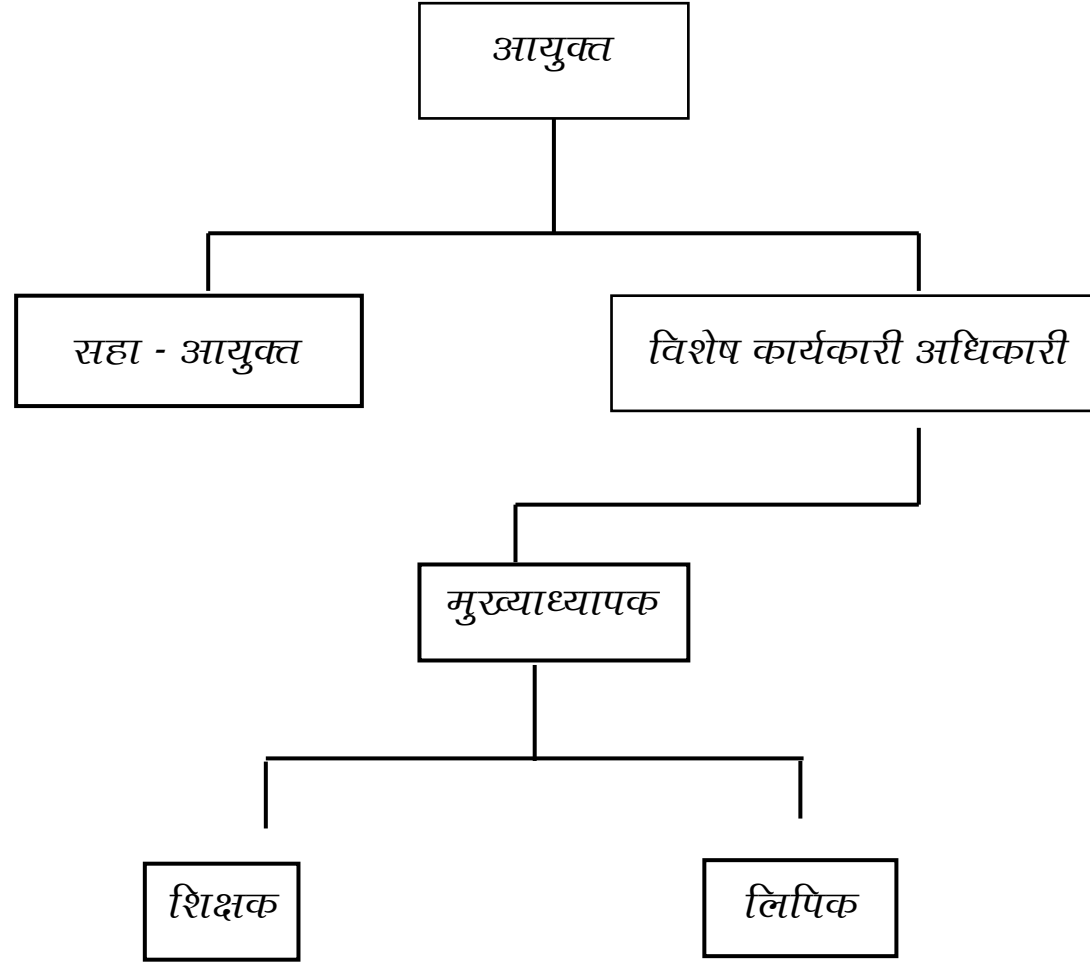 आयुक्त
सहा - आयुक्त
विशेष कार्यकारी अधिकारी
मुख्याध्यापक
शिक्षक
लिपिक